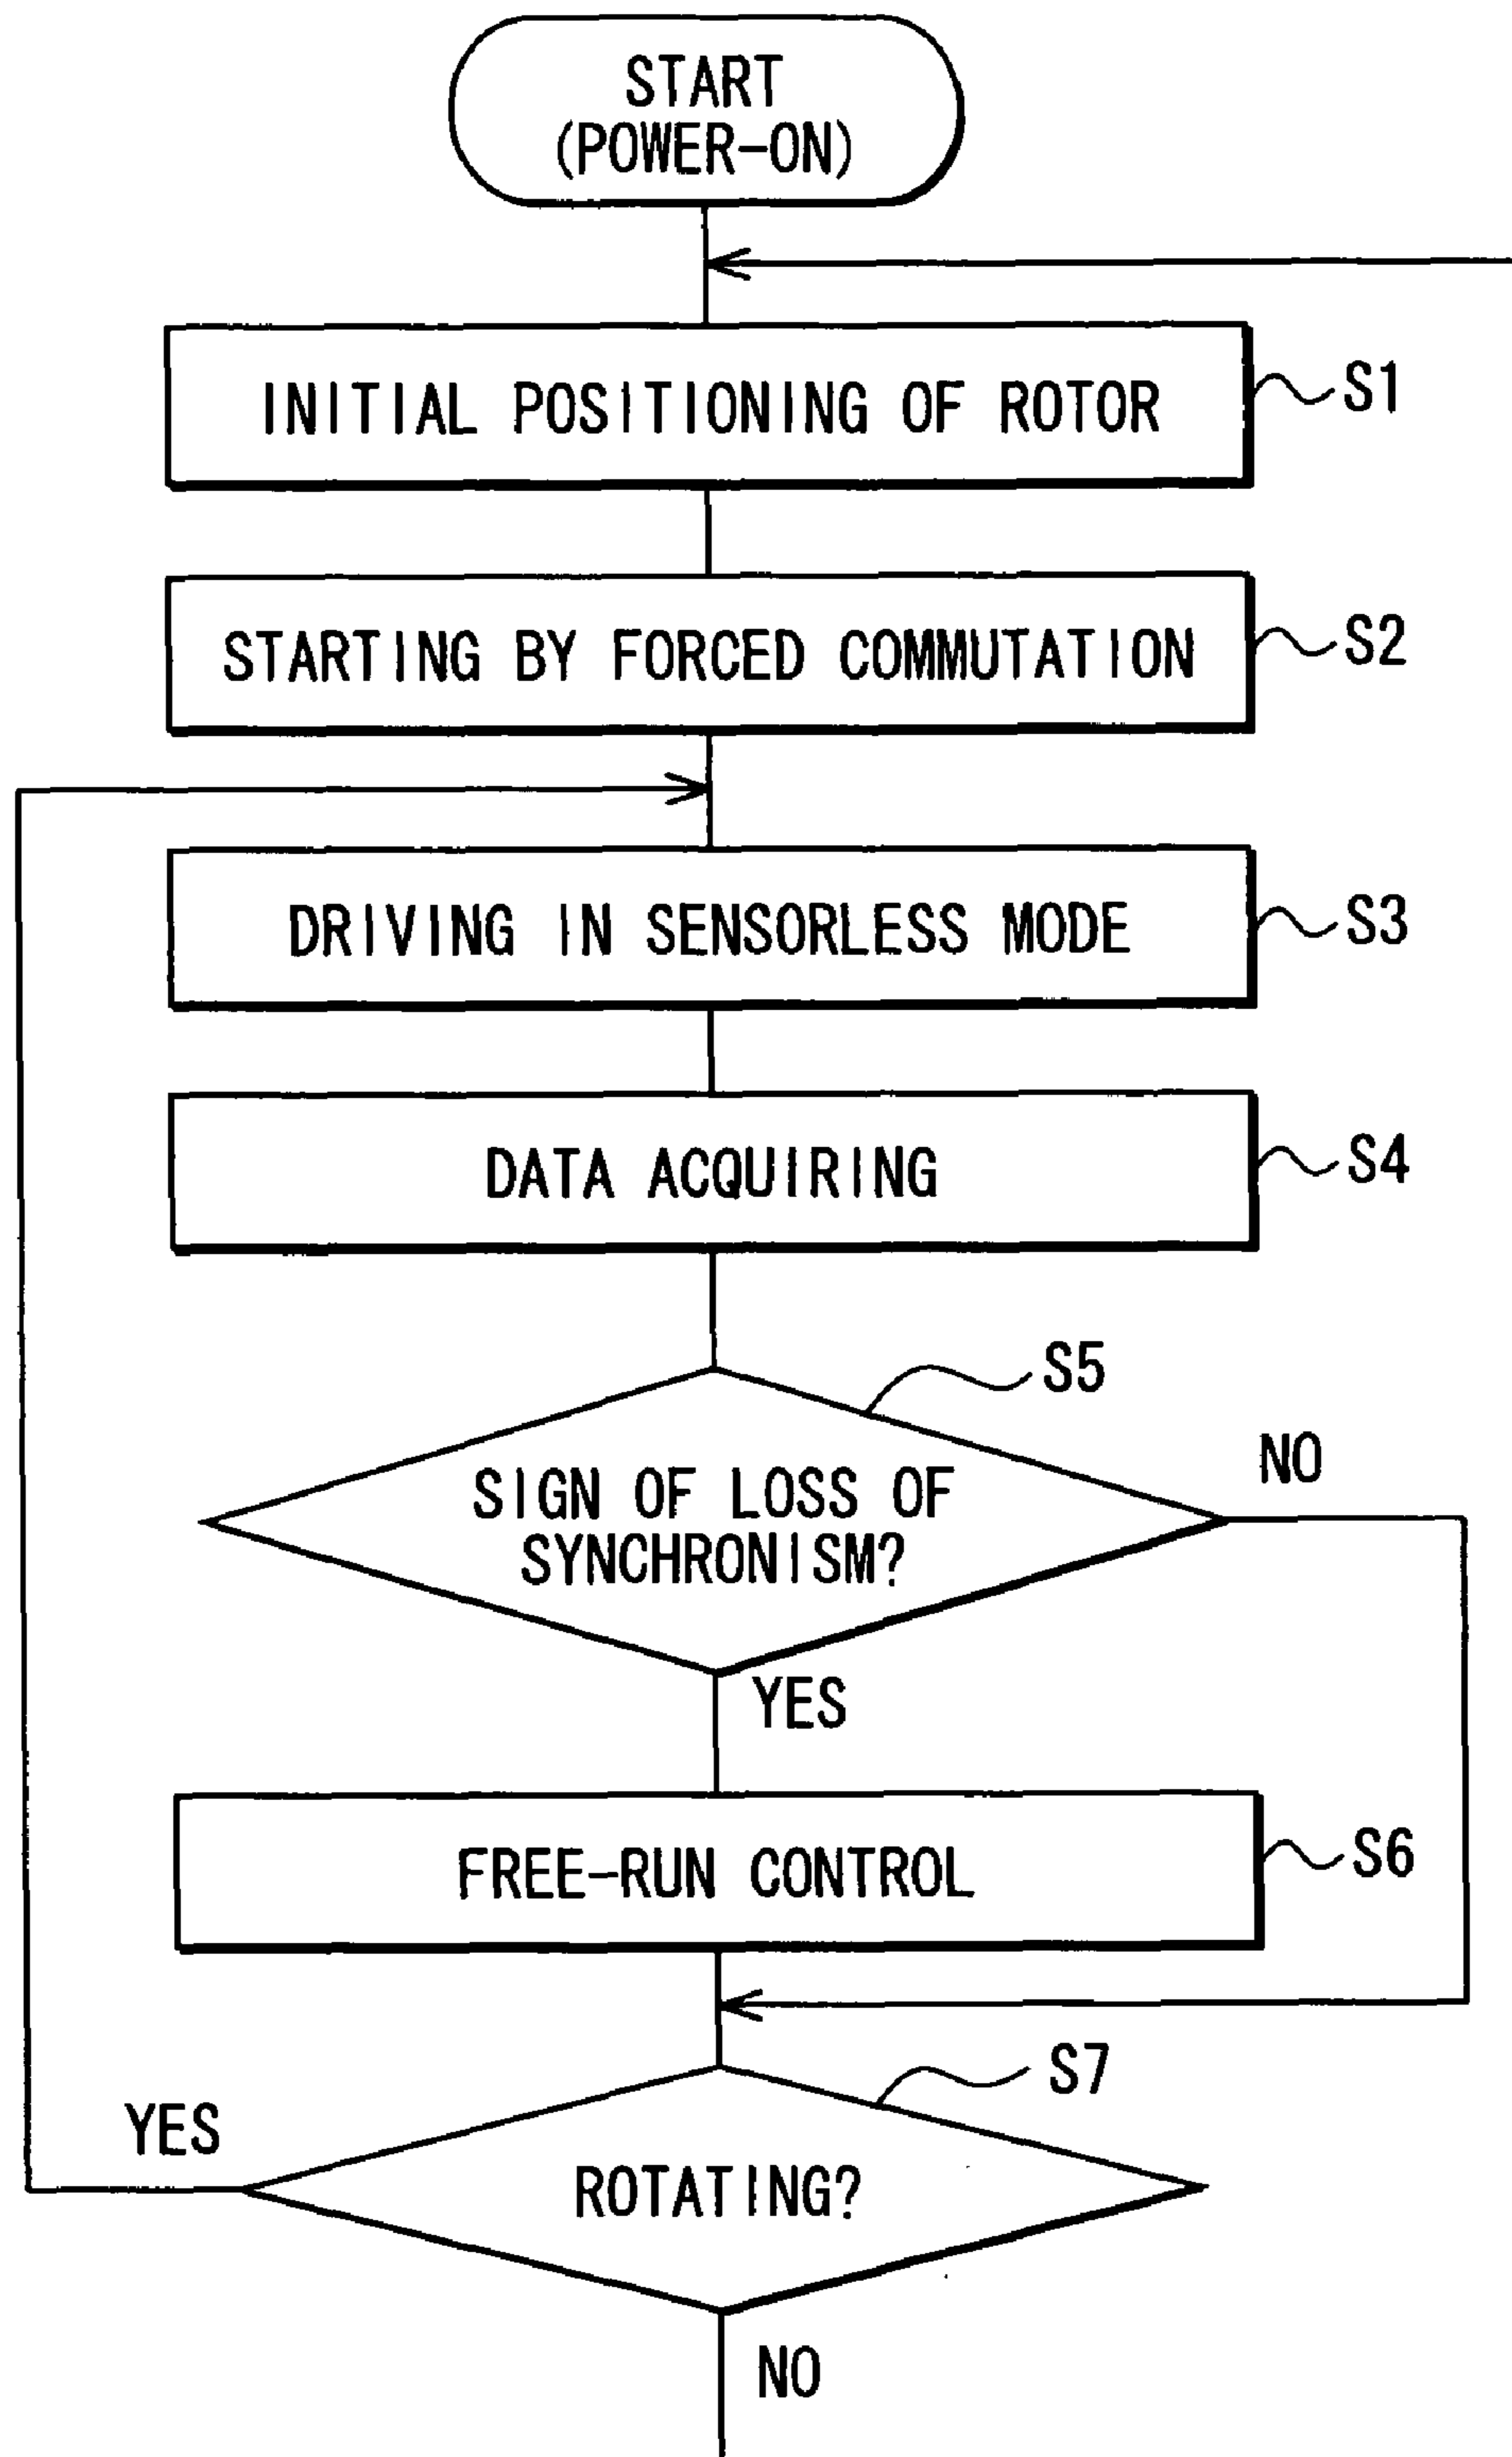 START
(POWER-ON)
INITIAL POSITIONING OF ROTOR
S1
STARTING BY FORCED COMMUTATION
S2
DRIVING IN SENSORLESS MODE
S3
DATA ACQUIRING
S4
S5
SIGN OF LOSS OF
SYNCHRONISM?
NO
YES
FREE-RUN CONTROL
S6
S7
YES
ROTATING?
NO